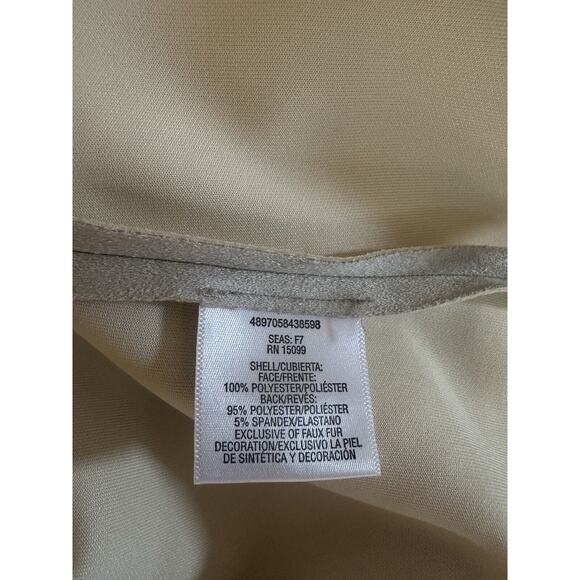 4897058438598
SEAS: F7
RN 15099
SHELL/CUBIERTA:
FACE/FRENTE:
100% POLYESTER/POLIÉSTER
BACK/REVÉS:
95% POLYESTER/POLIÉSTER
5% SPANDEX/ELASTANO
EXCLUSIVE OF FAUX FUR
DECORATION/EXCLUSIVO LA PIEL
DE SINTÉTICA Y DECORACIÓN